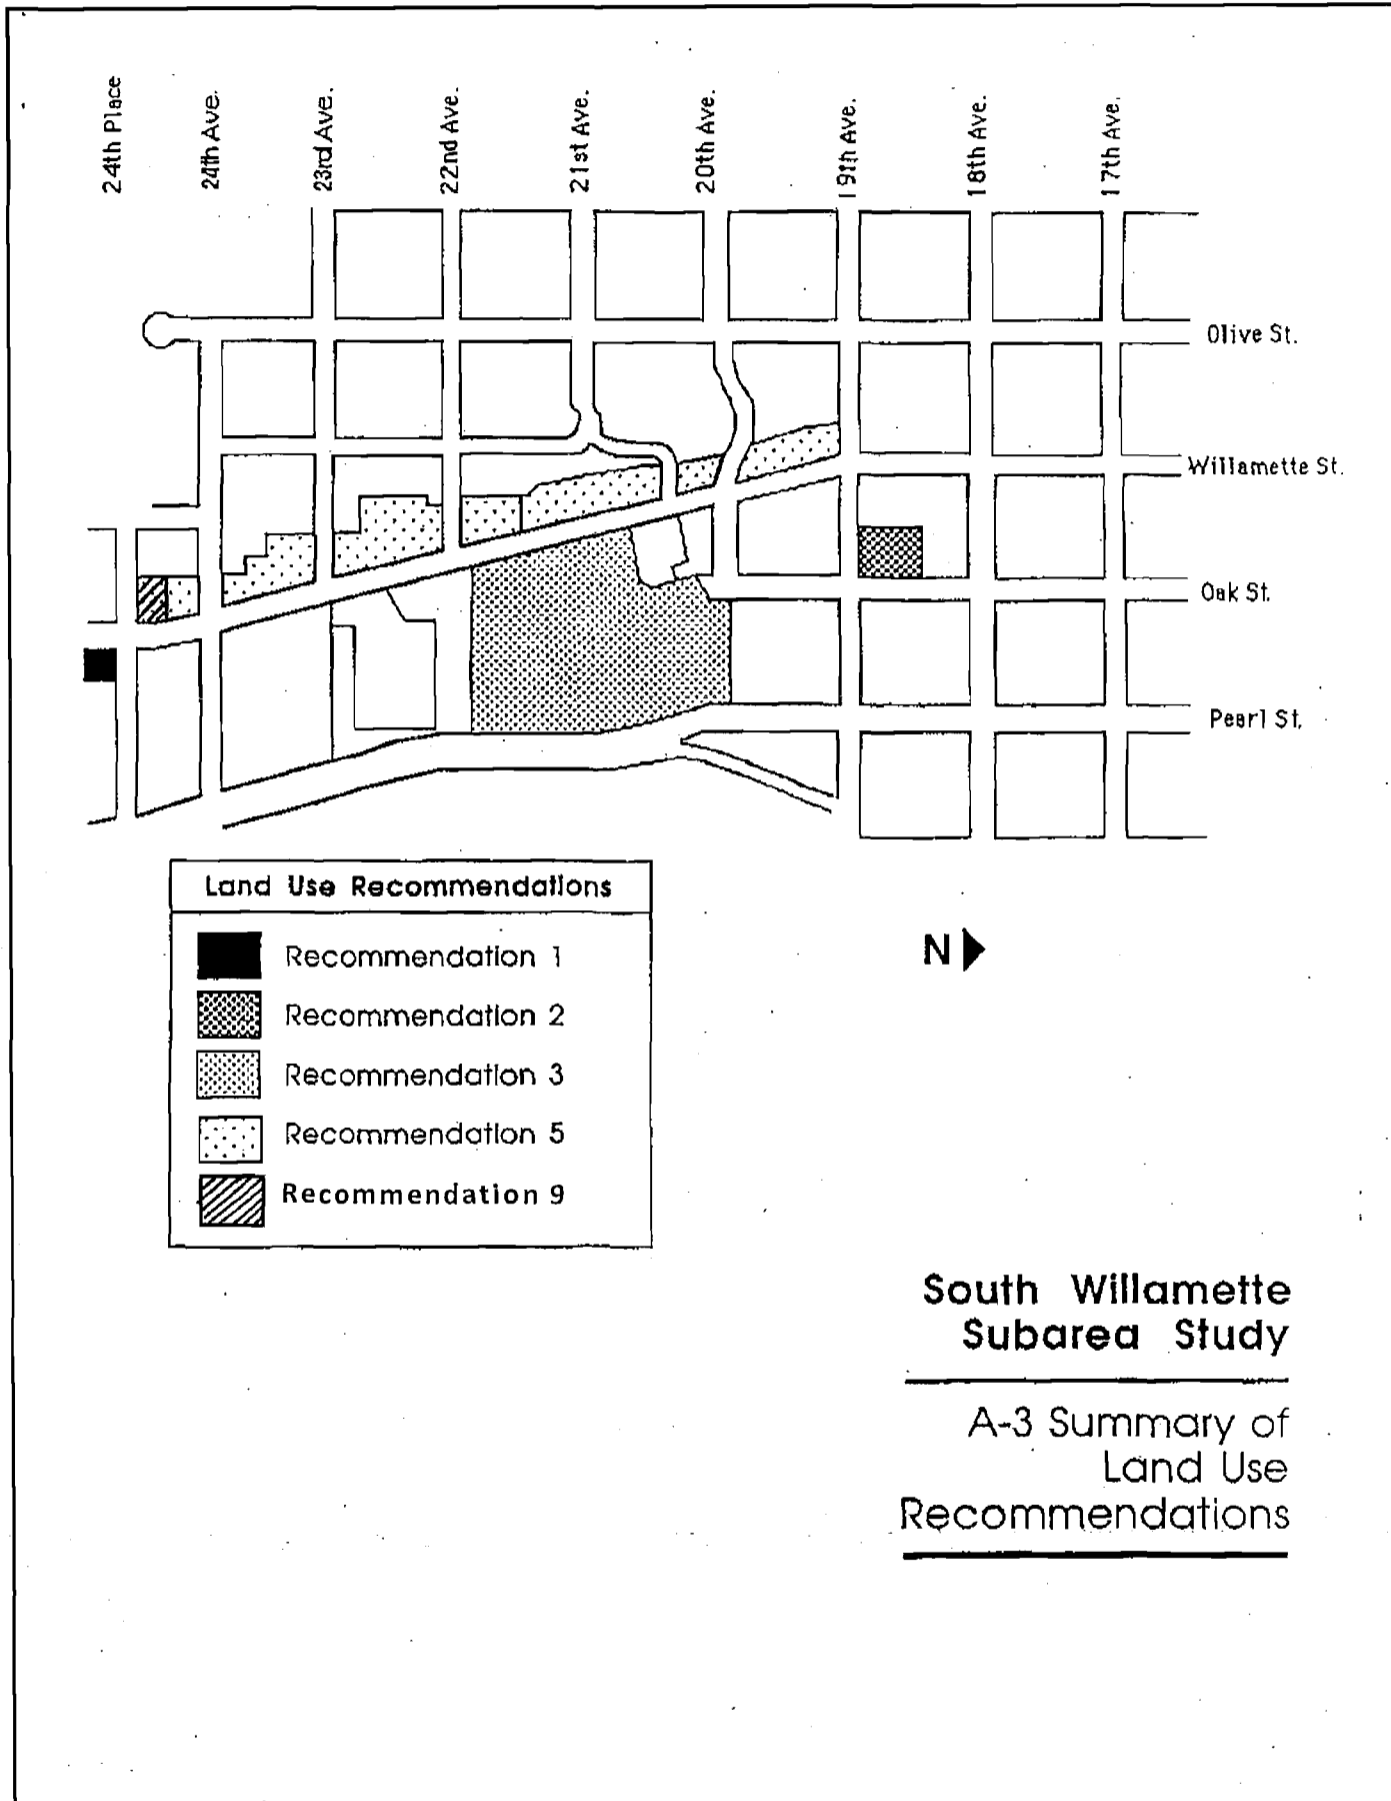 24th Place
24th Ave.
23rd Ave.
22nd Ave.
21st Ave.
20th Ave.
19th Ave.
18th Ave.
17th Ave.
Olive St.
Willamette St.
Oak St.
Pearl St.
Land Use Recommendations
Recommendation 1
Recommendation 2
Recommendation 3
Recommendation 5
Recommendation 9
N
South Willamette
Subarea Study
A-3 Summary of
Land Use
Recommendations